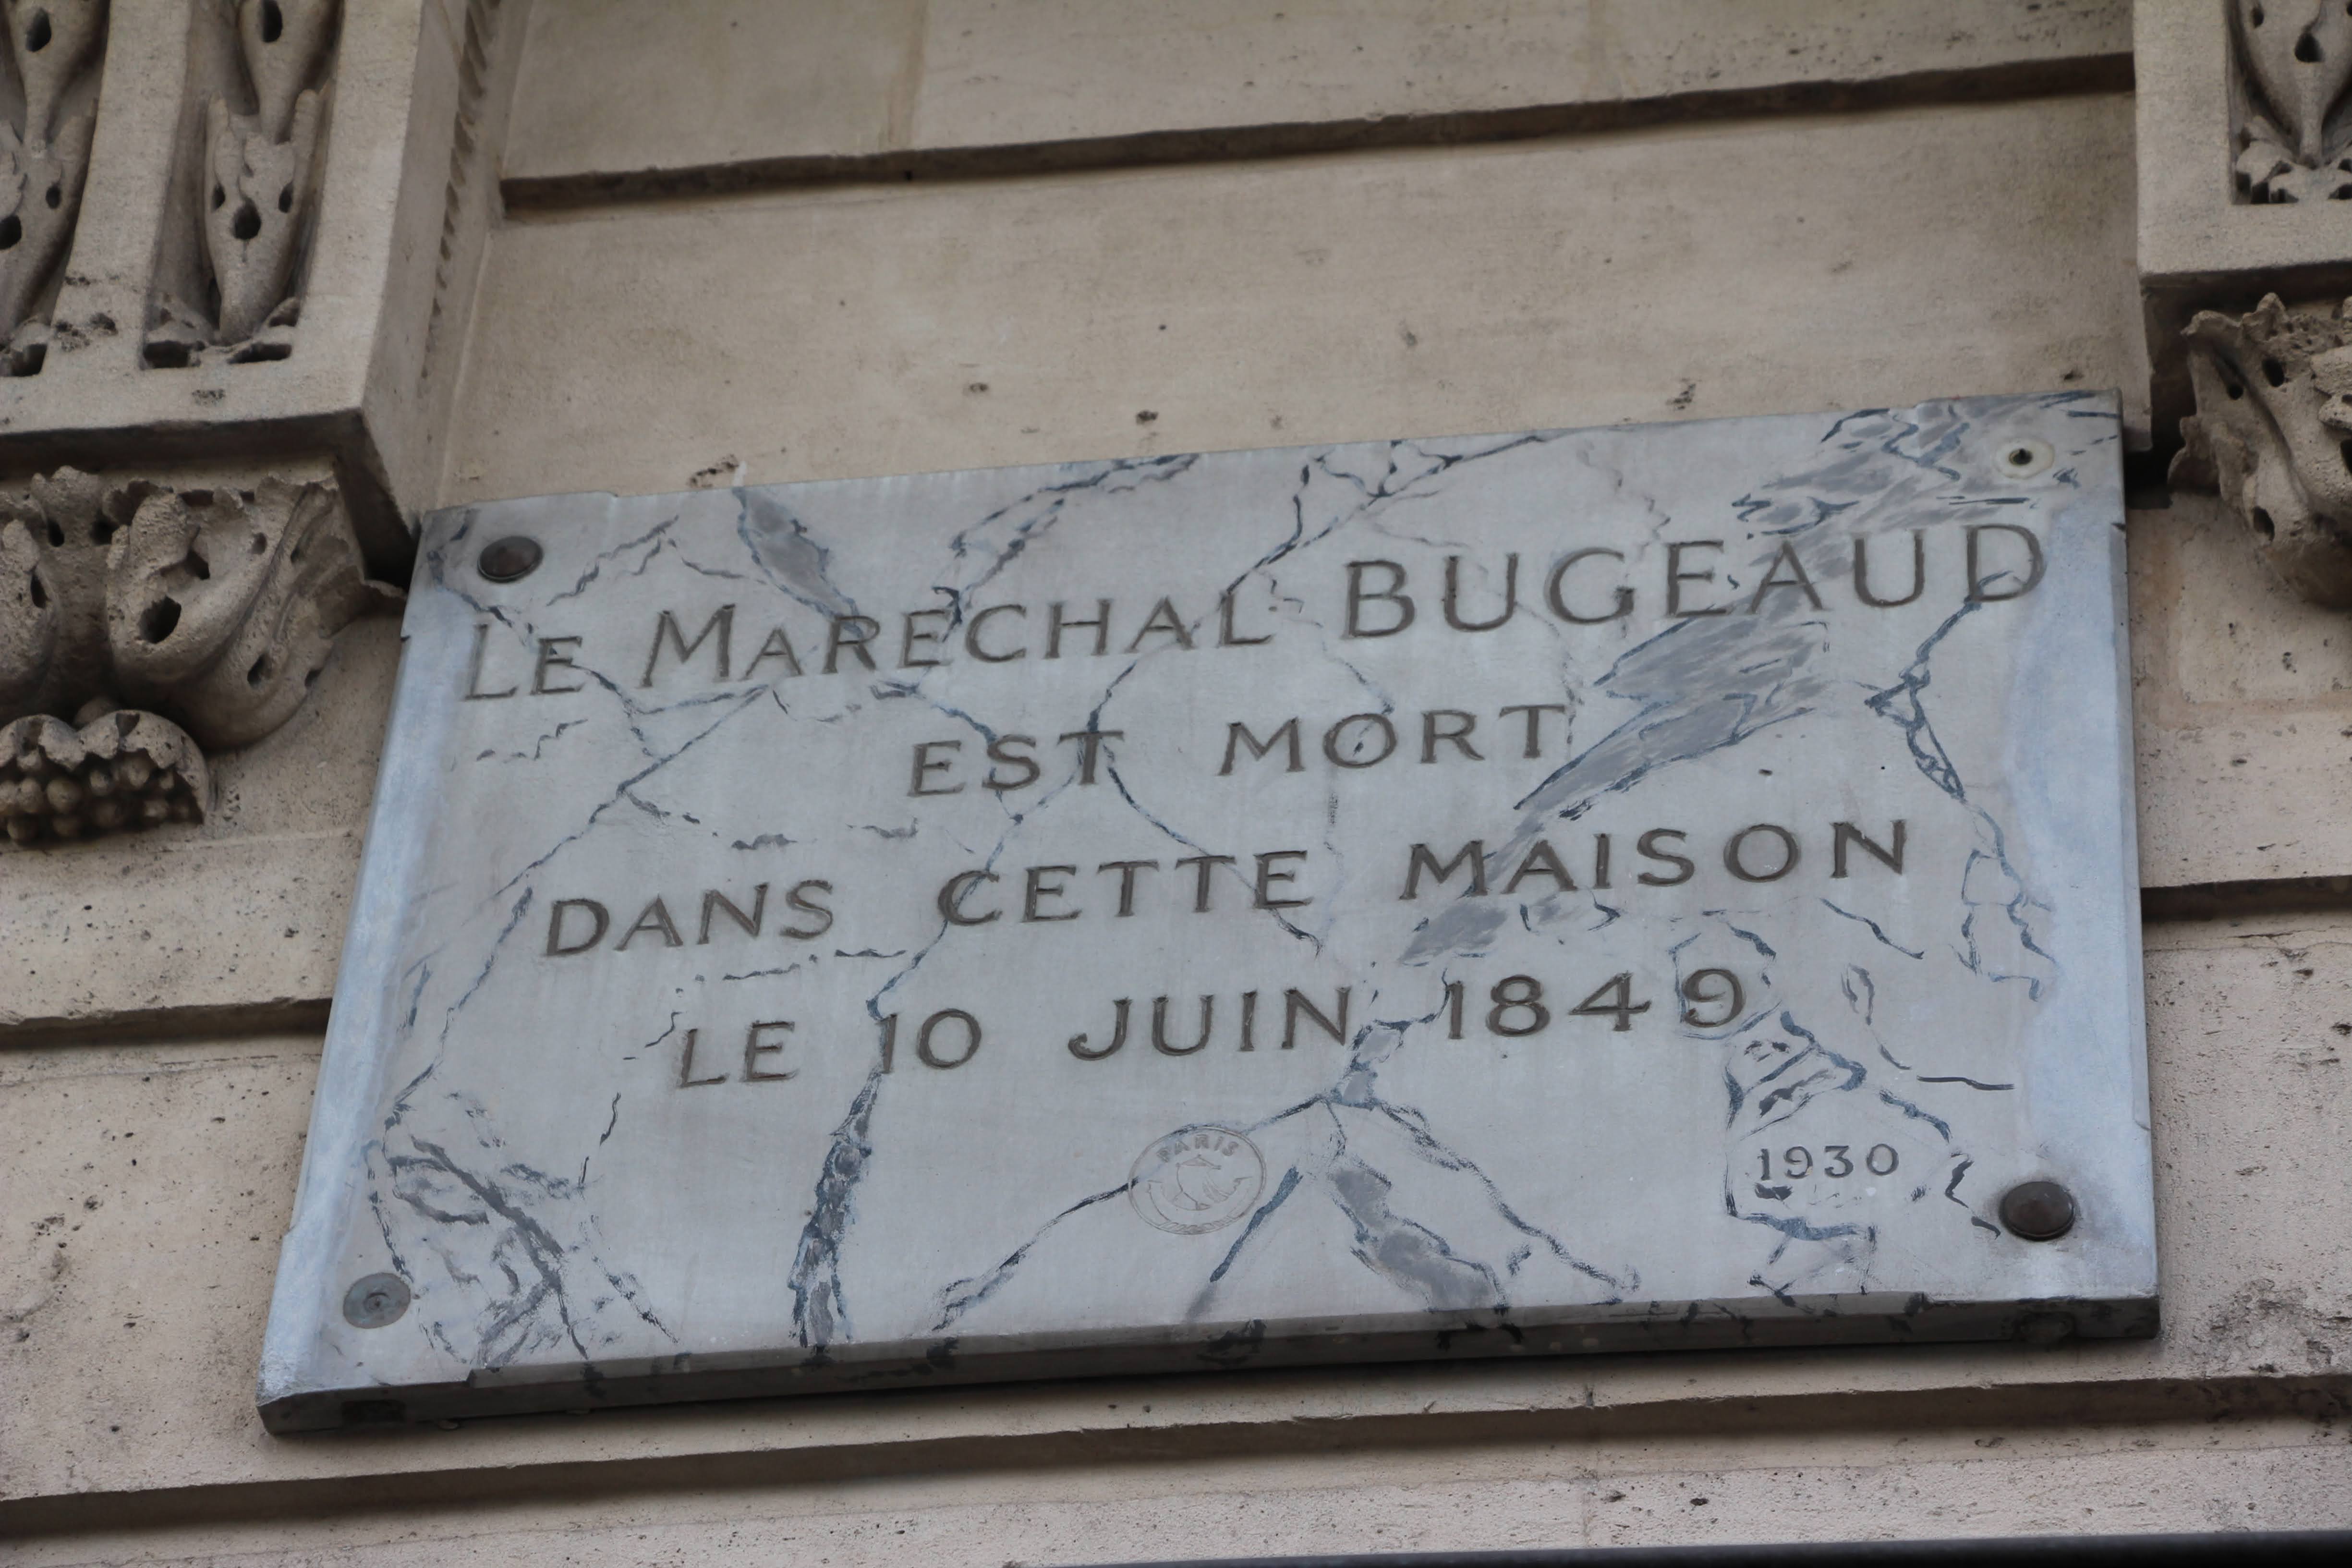 LE MARECHAL BUGEAUD
EST MORT
DANS CETTE MAISON
LE 10 JUIN 1849
PARIS
1930